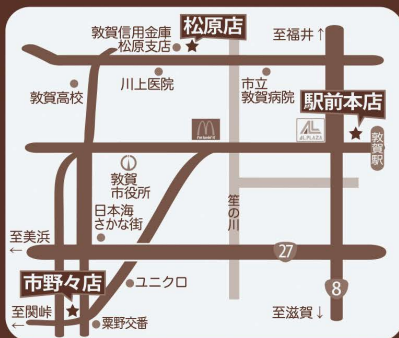 敦賀信用金庫
松原支店
松原店
至福井↑
敦賀高校
川上医院
市立
敦賀病院
駅前本店
McDonald's
AL.PLAZA
敦賀駅
敦賀
市役所
笙の川
日本海
さかな街
至美浜
←
27
市野々店
ユニクロ
8
至関峠
←
粟野交番
至滋賀↓